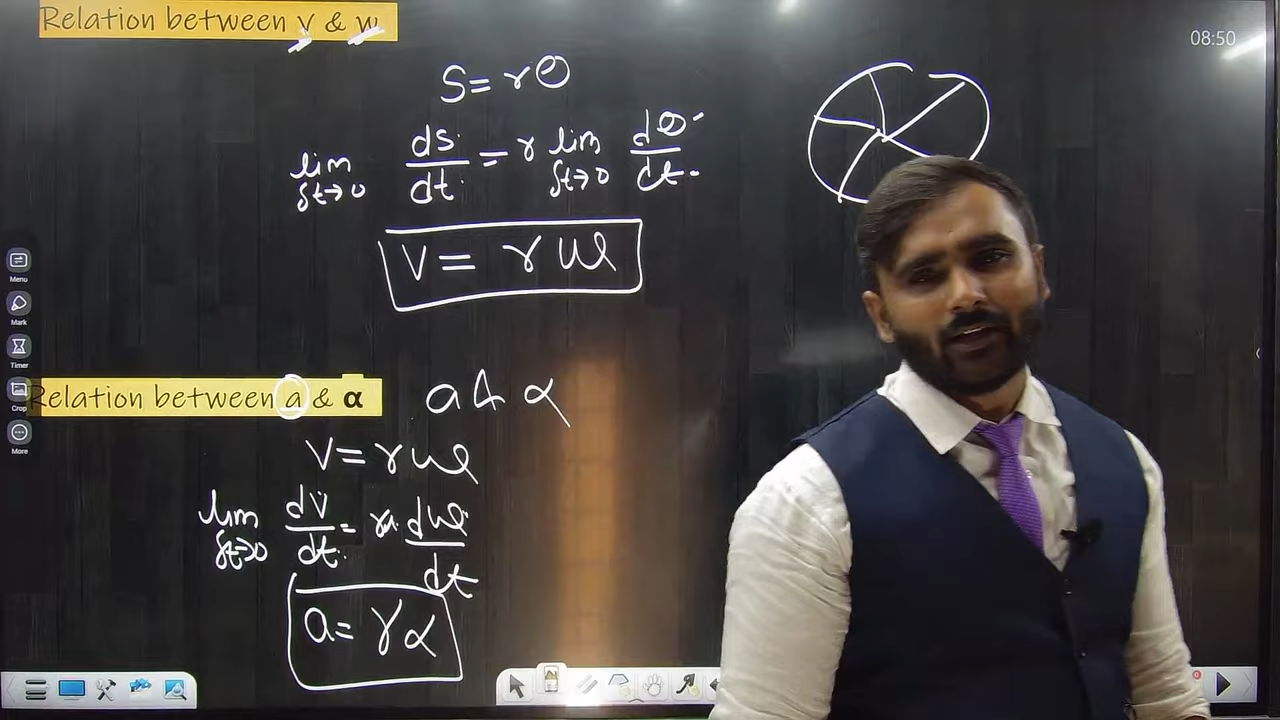 Relation between v & w
08:50
S = rθ
lim δt→0 ds/dt = r lim δt→0 dθ/dt
v = rω
Menu
Mark
Timer
Crop
More
Relation between a & α
a & α
v = rω
lim δt→0 dv/dt = r dω/dt
a = rα